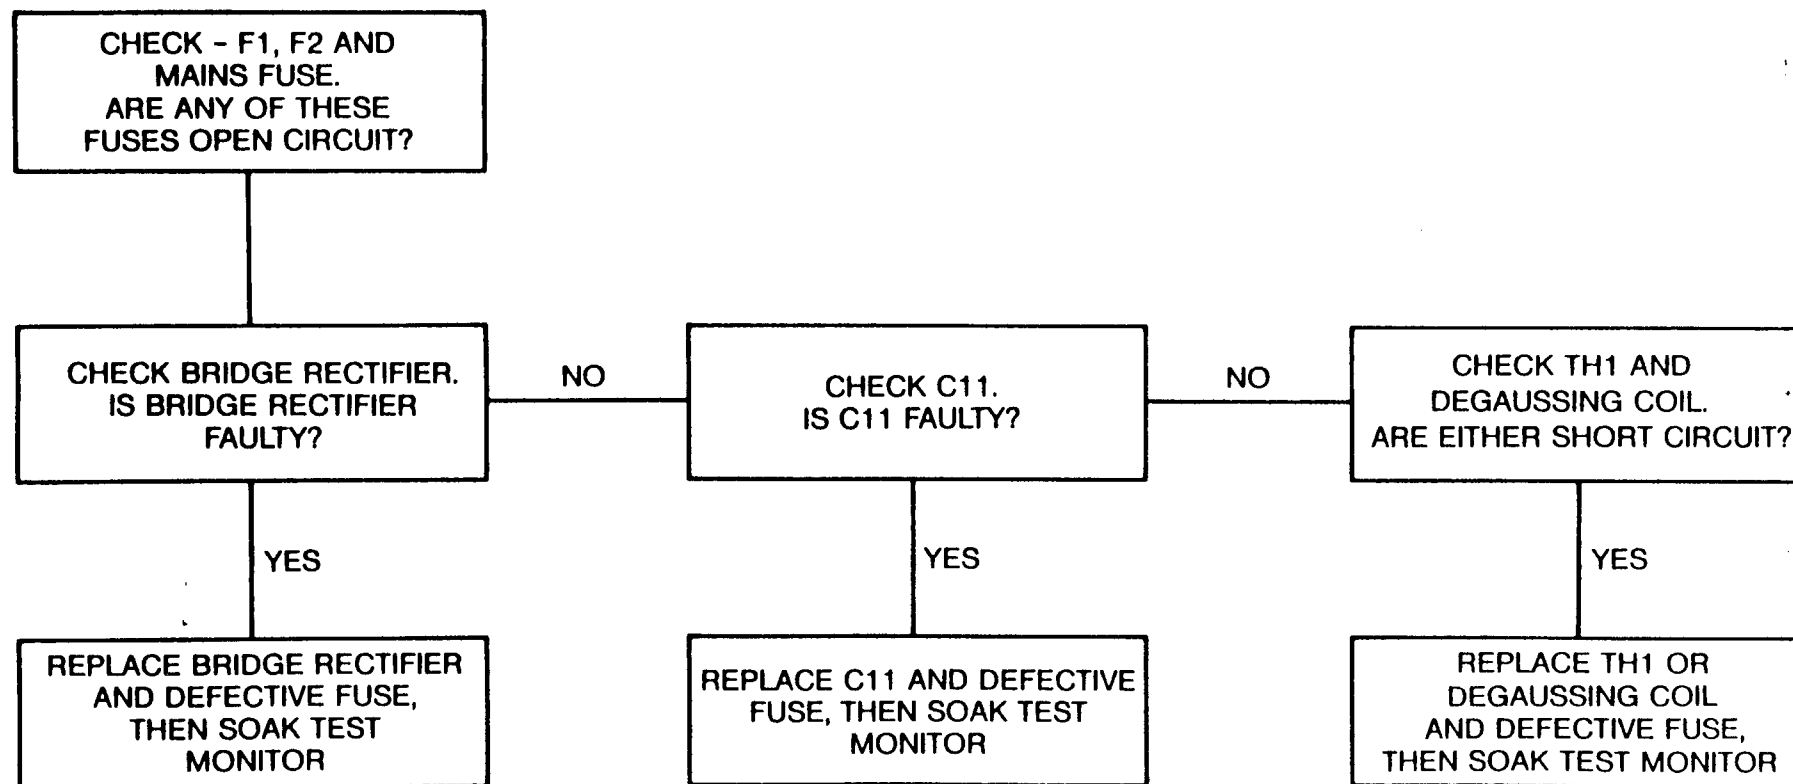 CHECK - F1, F2 AND
MAINS FUSE.
ARE ANY OF THESE
FUSES OPEN CIRCUIT?
CHECK BRIDGE RECTIFIER.
IS BRIDGE RECTIFIER
FAULTY?
NO
CHECK C11.
IS C11 FAULTY?
NO
CHECK TH1 AND
DEGAUSSING COIL.
ARE EITHER SHORT CIRCUIT?
YES
YES
YES
REPLACE BRIDGE RECTIFIER
AND DEFECTIVE FUSE,
THEN SOAK TEST
MONITOR
REPLACE C11 AND DEFECTIVE
FUSE, THEN SOAK TEST
MONITOR
REPLACE TH1 OR
DEGAUSSING COIL
AND DEFECTIVE FUSE,
THEN SOAK TEST MONITOR